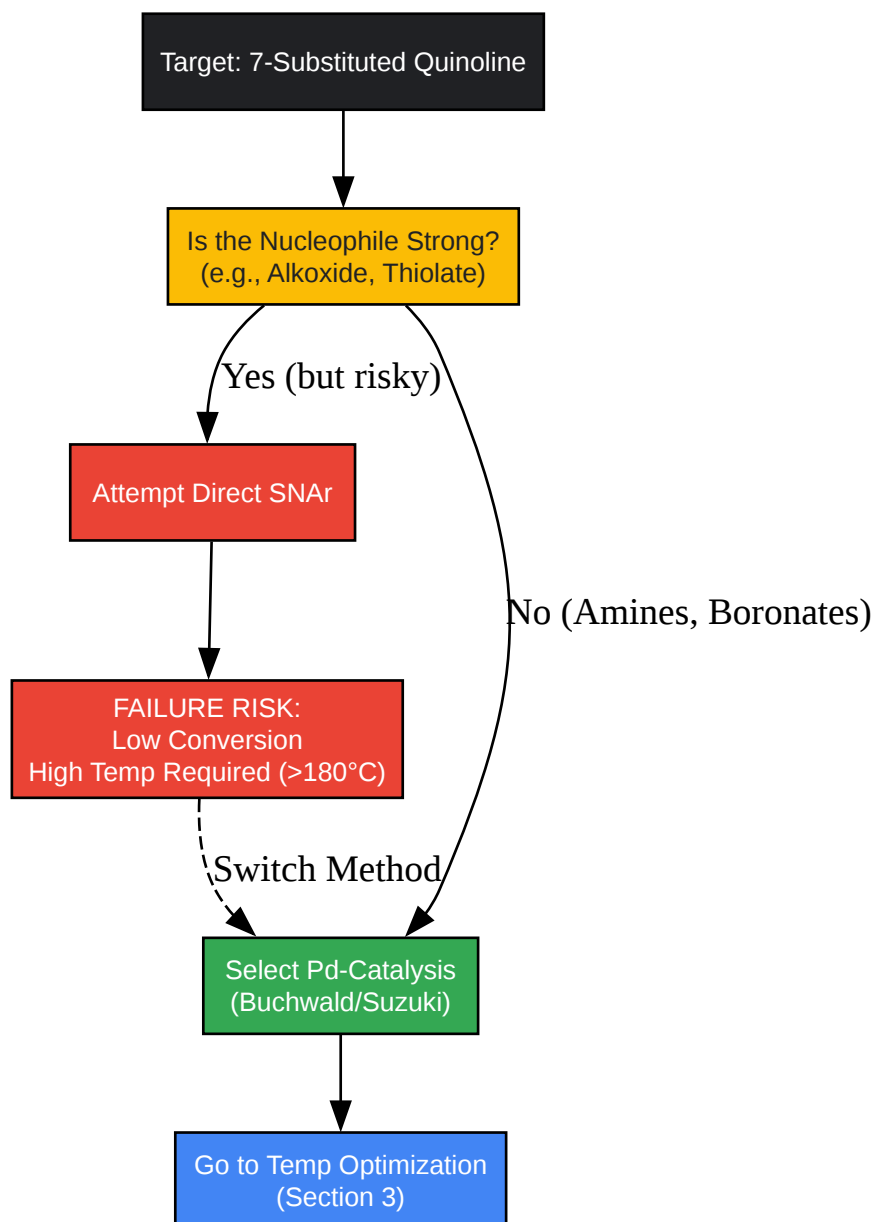 Target: 7-Substituted Quinoline
Is the Nucleophile Strong?
(e.g., Alkoxide, Thiolate)
Yes (but risky)
Attempt Direct SNAr
No (Amines, Boronates)
FAILURE RISK:
Low Conversion
High Temp Required (>180°C)
Switch Method
Select Pd-Catalysis
(Buchwald/Suzuki)
Go to Temp Optimization
(Section 3)